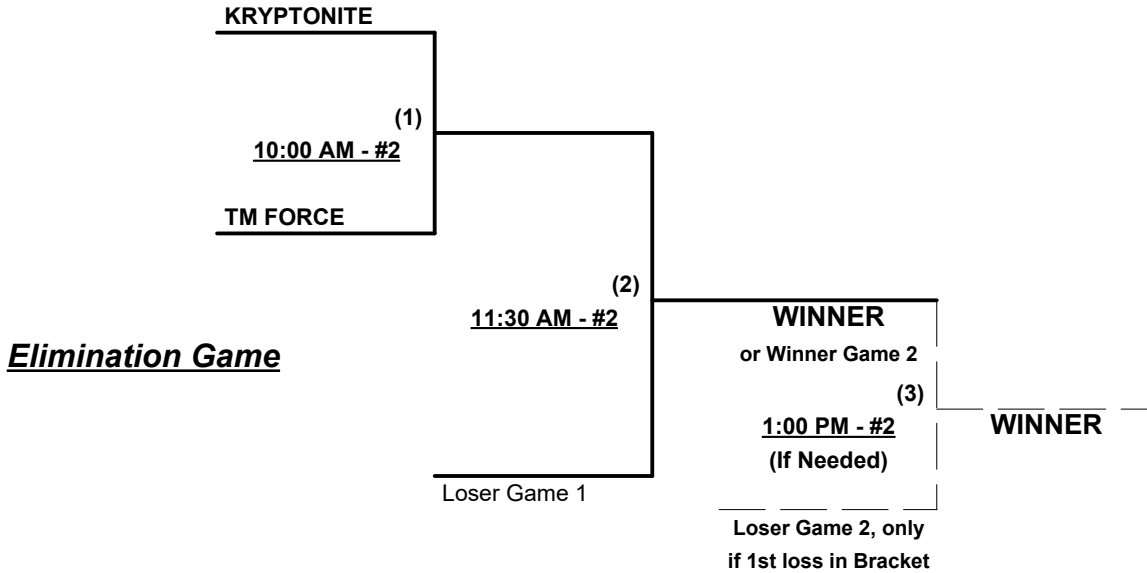 KRYPTONITE
(1)
10:00 AM - #2
TM FORCE
(2)
11:30 AM - #2
WINNER
or Winner Game 2
Elimination Game
(3)
1:00 PM - #2
WINNER
(If Needed)
Loser Game 1
Loser Game 2, only
if 1st loss in Bracket